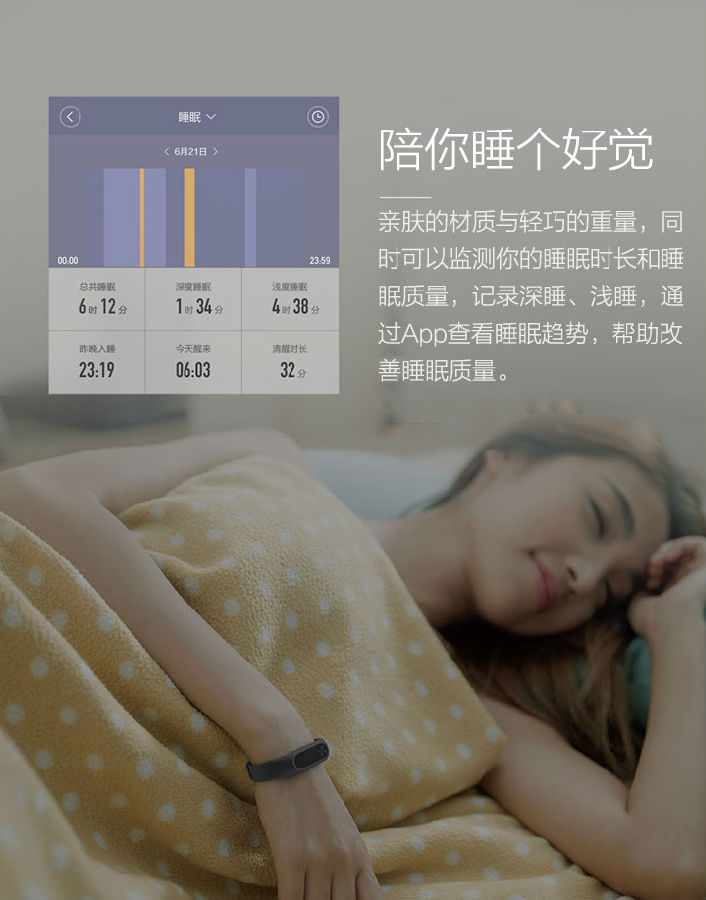 睡眠
6月21日
00:00
23:59
总共睡眠
深度睡眠
浅度睡眠
6时12分
1时34分
4时38分
昨晚入睡
今天醒来
清醒时长
23:19
06:03
32分
陪你睡个好觉
亲肤的材质与轻巧的重量，同
时可以监测你的睡眠时长和睡
眠质量，记录深睡、浅睡，通
过App查看睡眠趋势，帮助改
善睡眠质量。